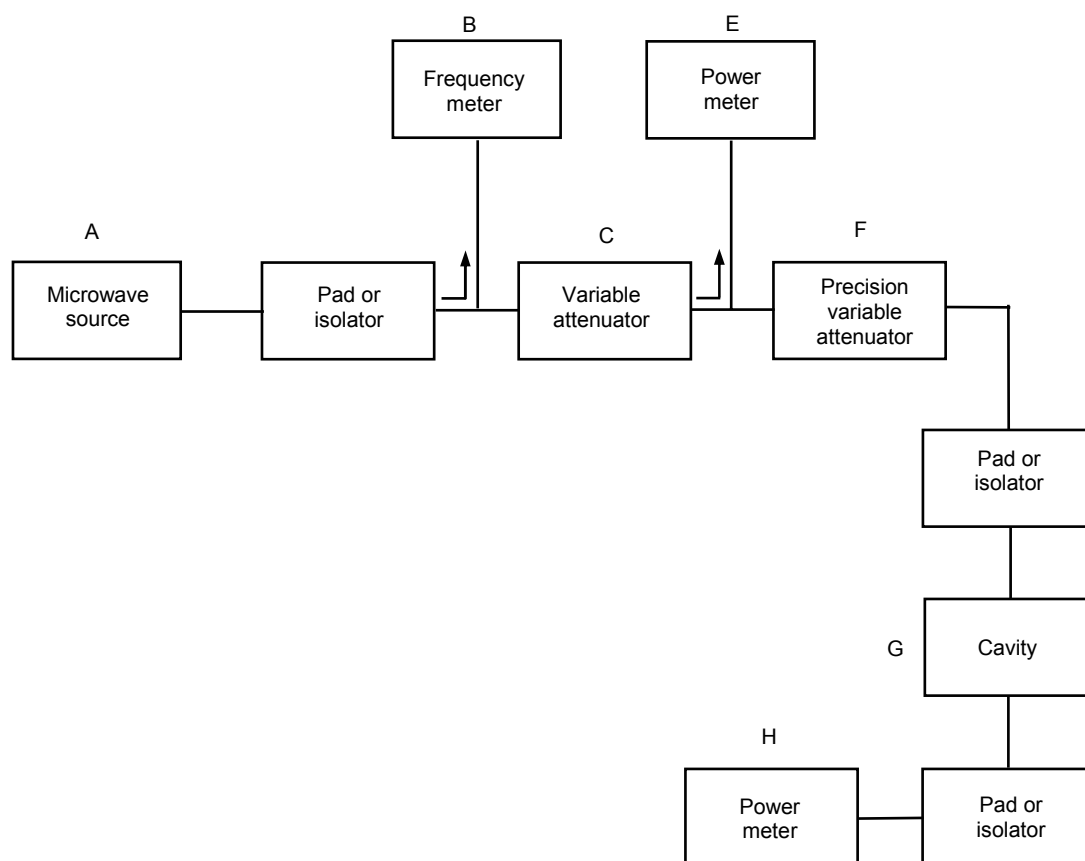 B
E
Frequency
meter
Power
meter
A
C
F
Microwave
source
Pad or
isolator
Variable
attenuator
Precision
variable
attenuator
Pad or
isolator
G
Cavity
H
Power
meter
Pad or
isolator